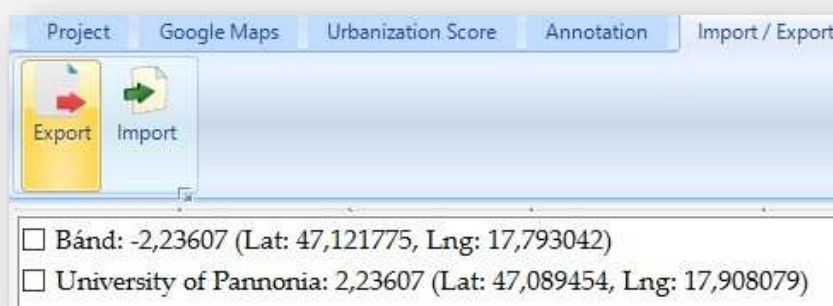 Project Google Maps Urbanization Score Annotation Import / Export
Export Import
Bánd: -2,23607 (Lat: 47,121775, Lng: 17,793042)
University of Pannonia: 2,23607 (Lat: 47,089454, Lng: 17,908079)